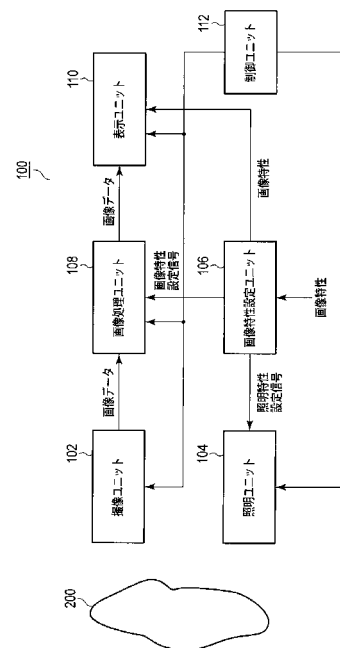 100
200
102
撮像ユニット
画像データ
108
画像処理ユニット
画像データ
110
表示ユニット
112
制御ユニット
104
照明ユニット
照明特性
設定信号
106
画像特性設定ユニット
画像特性
設定信号
画像特性
画像特性